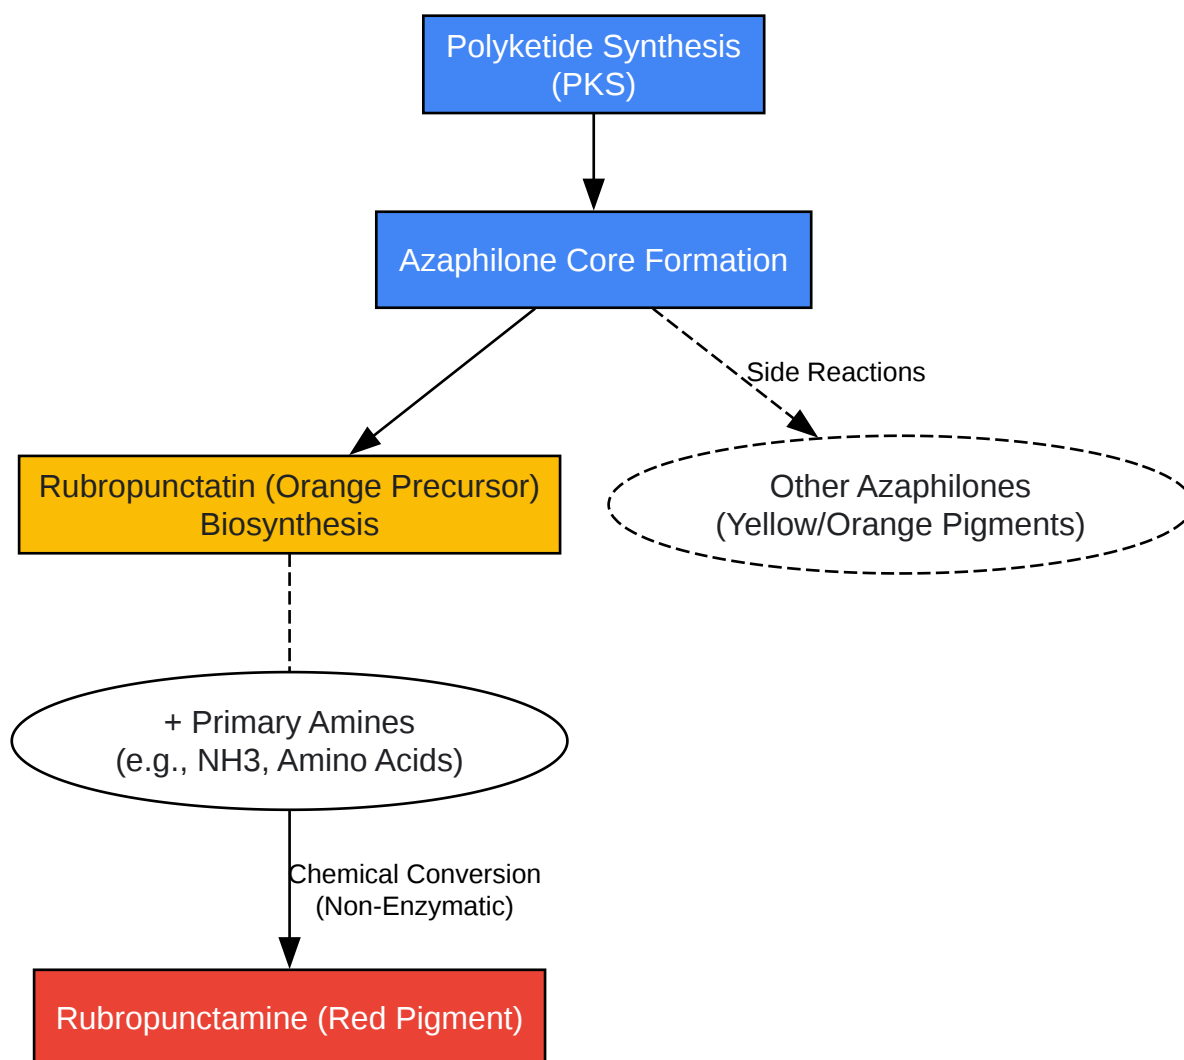 Polyketide Synthesis
(PKS)
Azaphilone Core Formation
Side Reactions
Rubropunctatin (Orange Precursor)
Biosynthesis
Other Azaphilones
(Yellow/Orange Pigments)
+ Primary Amines
(e.g., NH3, Amino Acids)
Chemical Conversion
(Non-Enzymatic)
Rubropunctamine (Red Pigment)